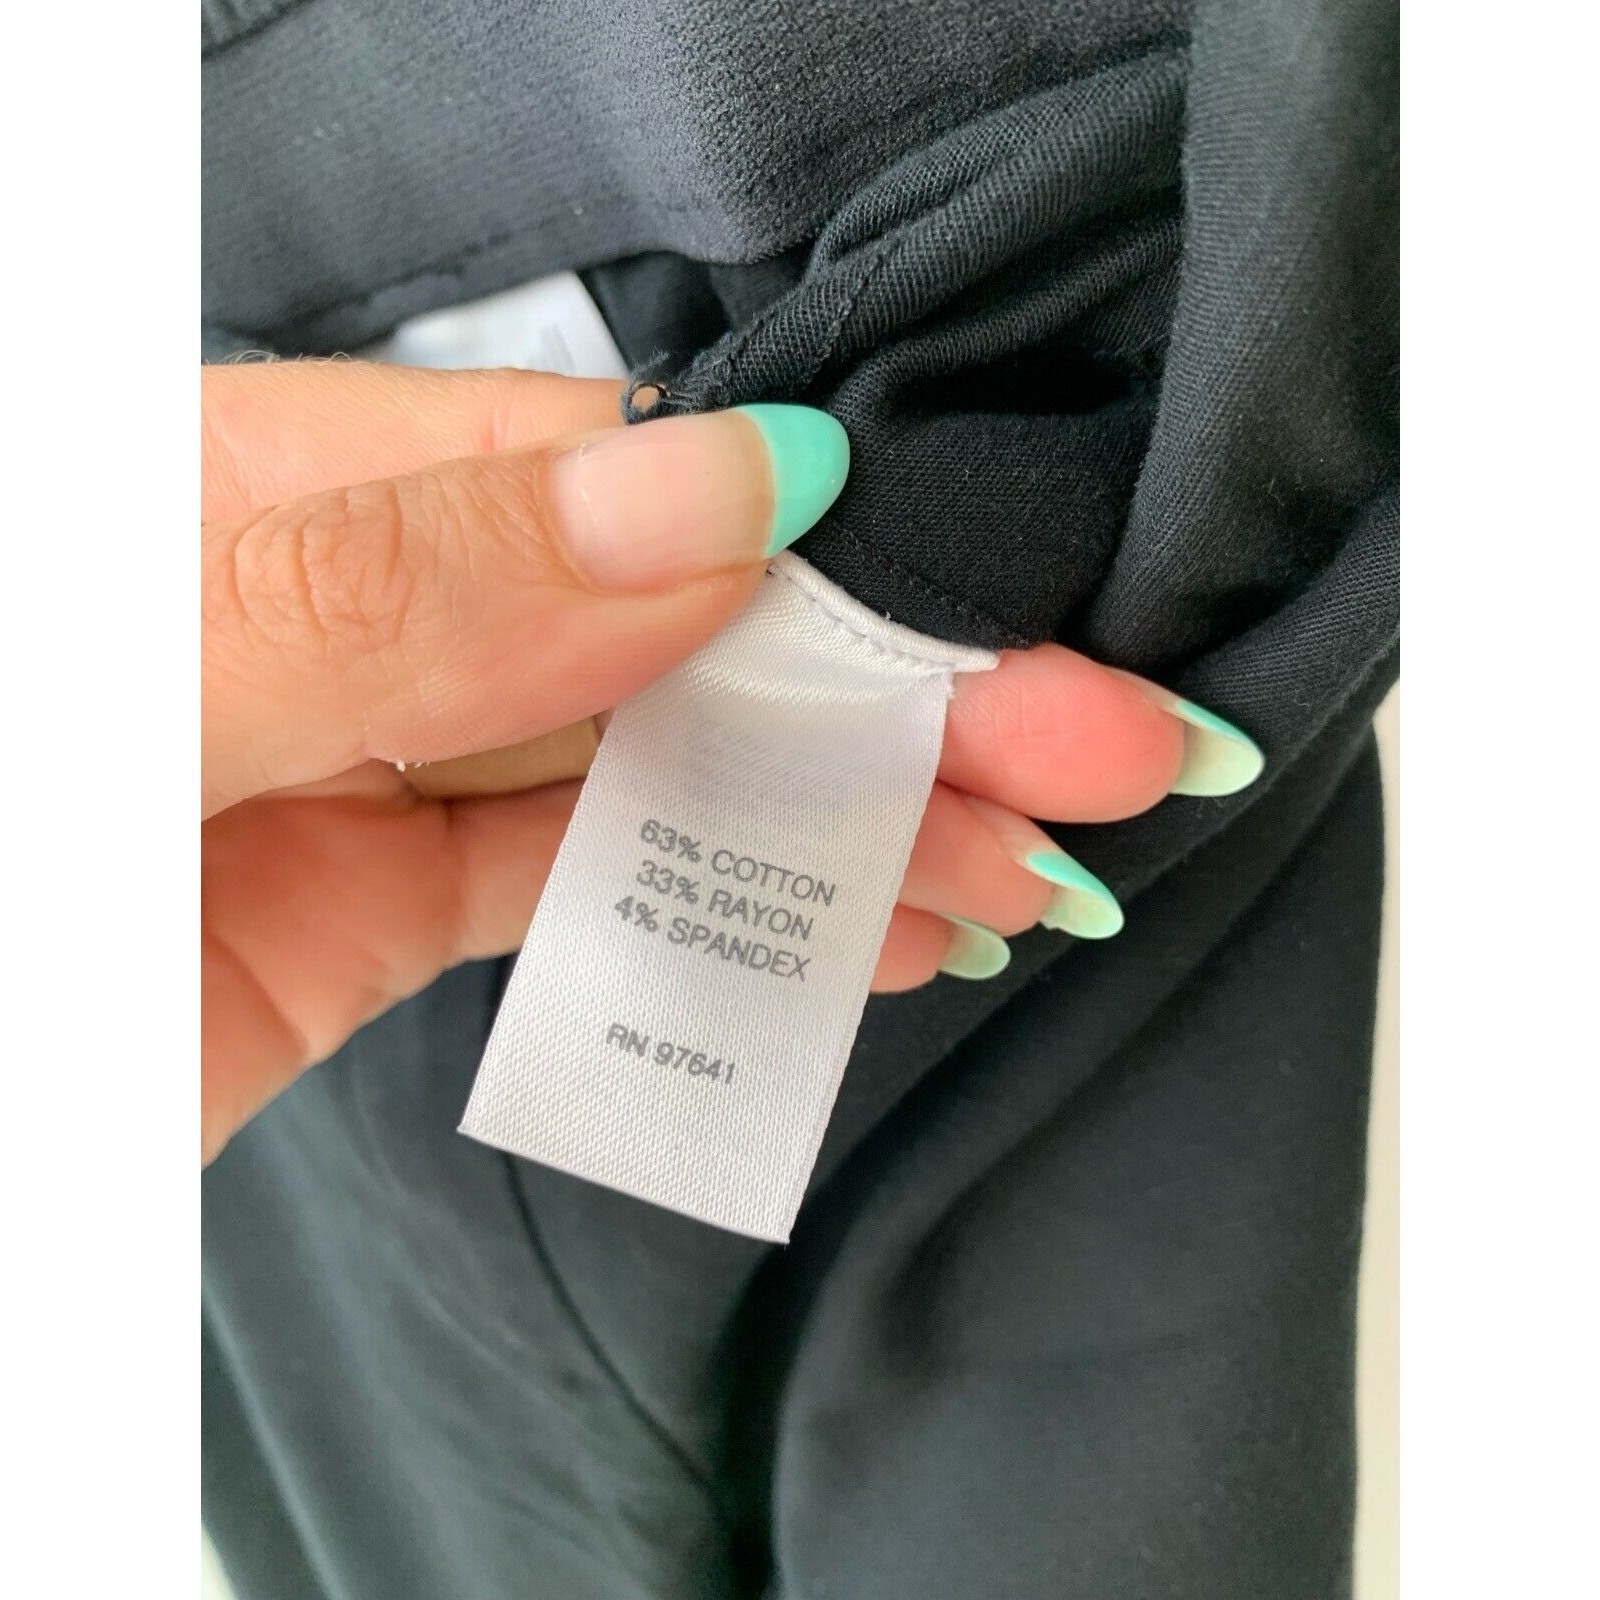 63% COTTON
33% RAYON
4% SPANDEX
RN 97641